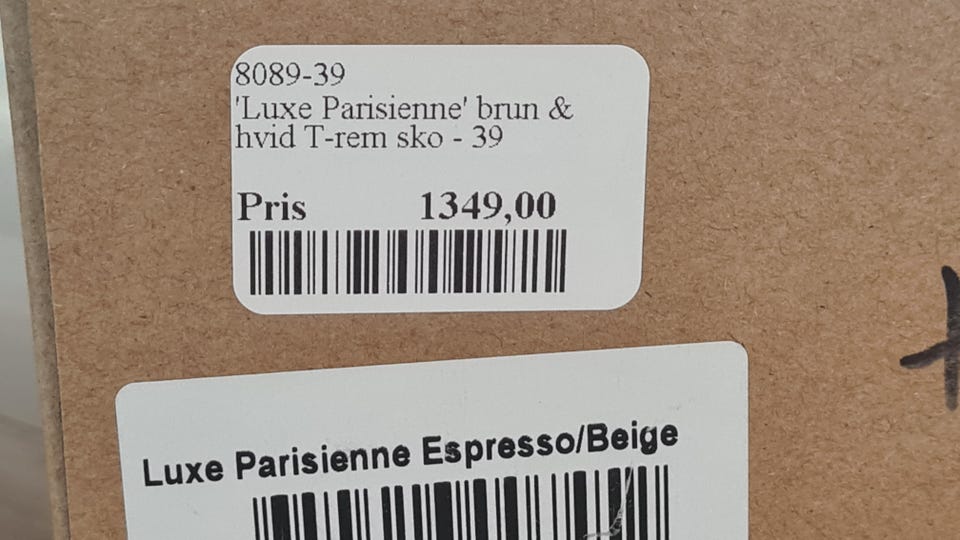 8089-39
'Luxe Parisienne' brun &
hvid T-rem sko - 39
Pris 1349,00
Luxe Parisienne Espresso/Beige